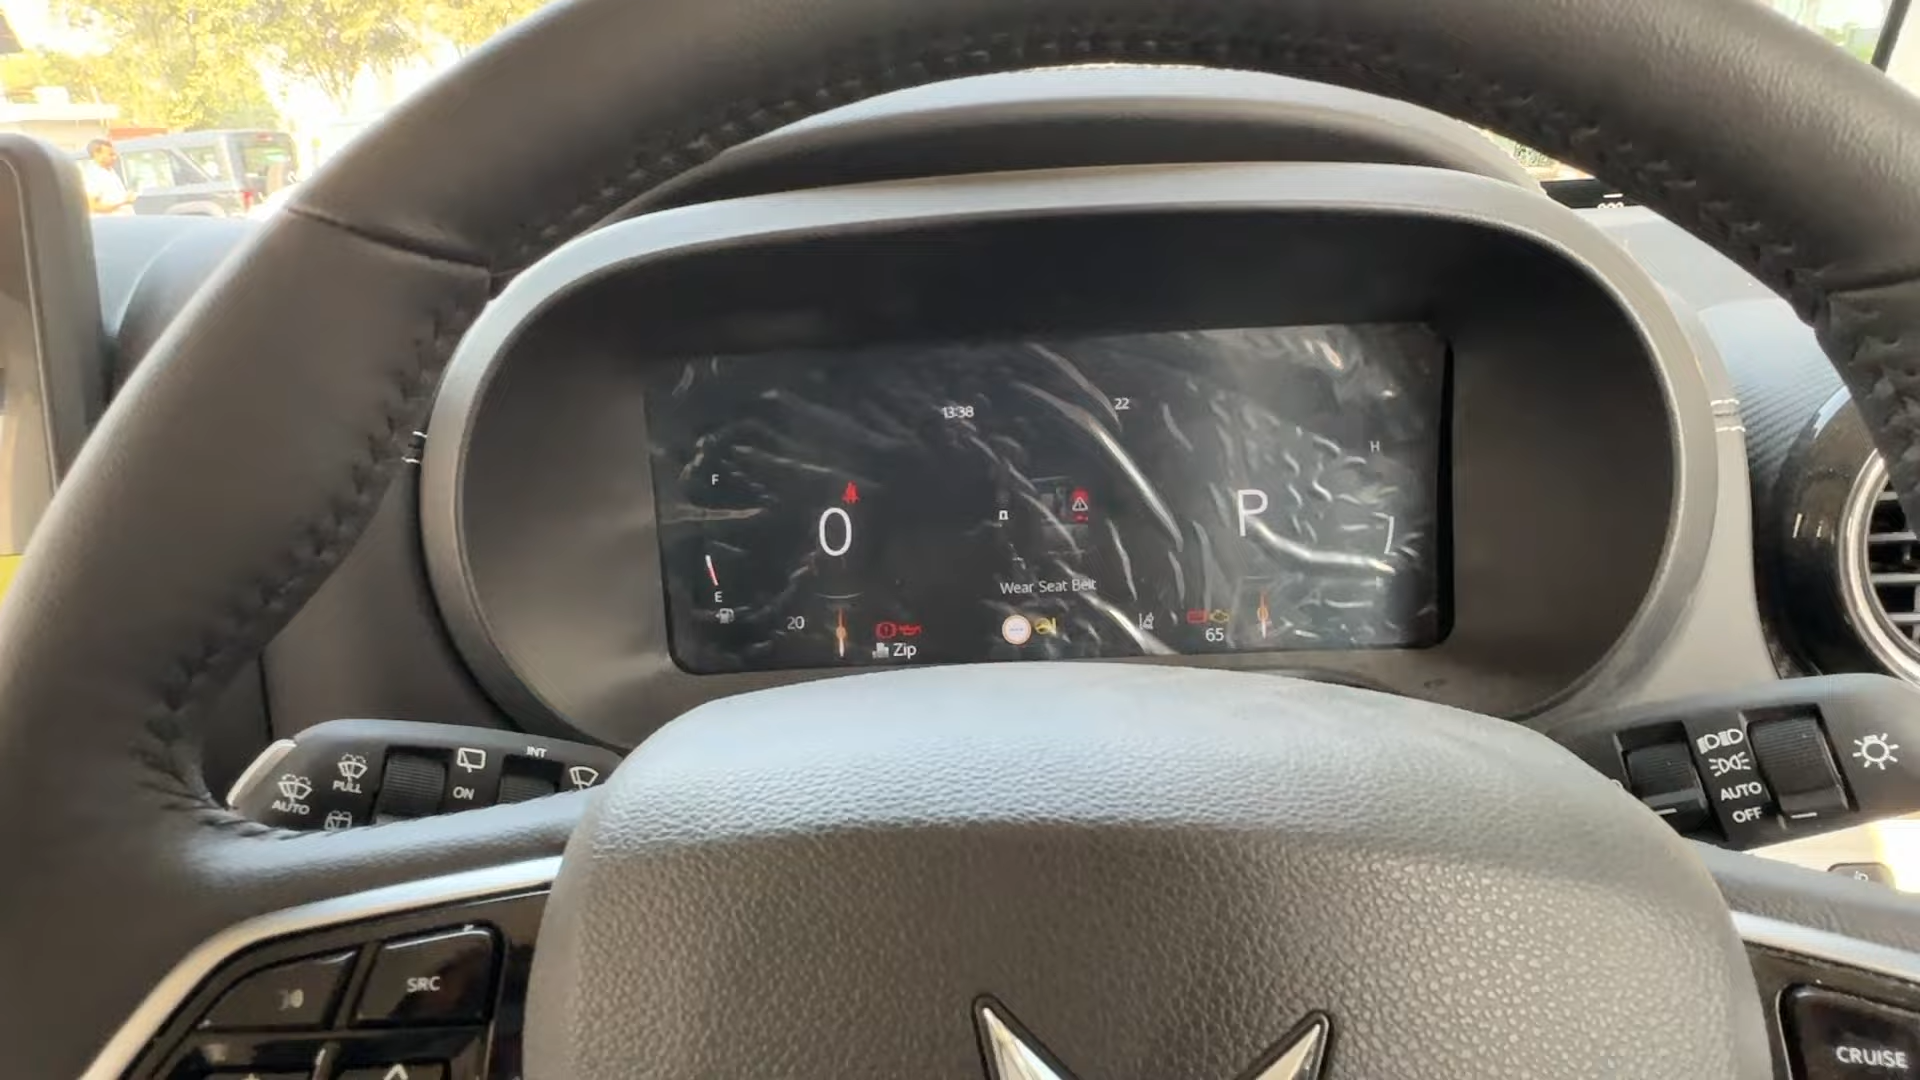 13:38
22
H
F
0
P
E
Wear Seat Belt
20
65
Zip
INT
PULL
ON
AUTO
AUTO
OFF
SRC
CRUISE